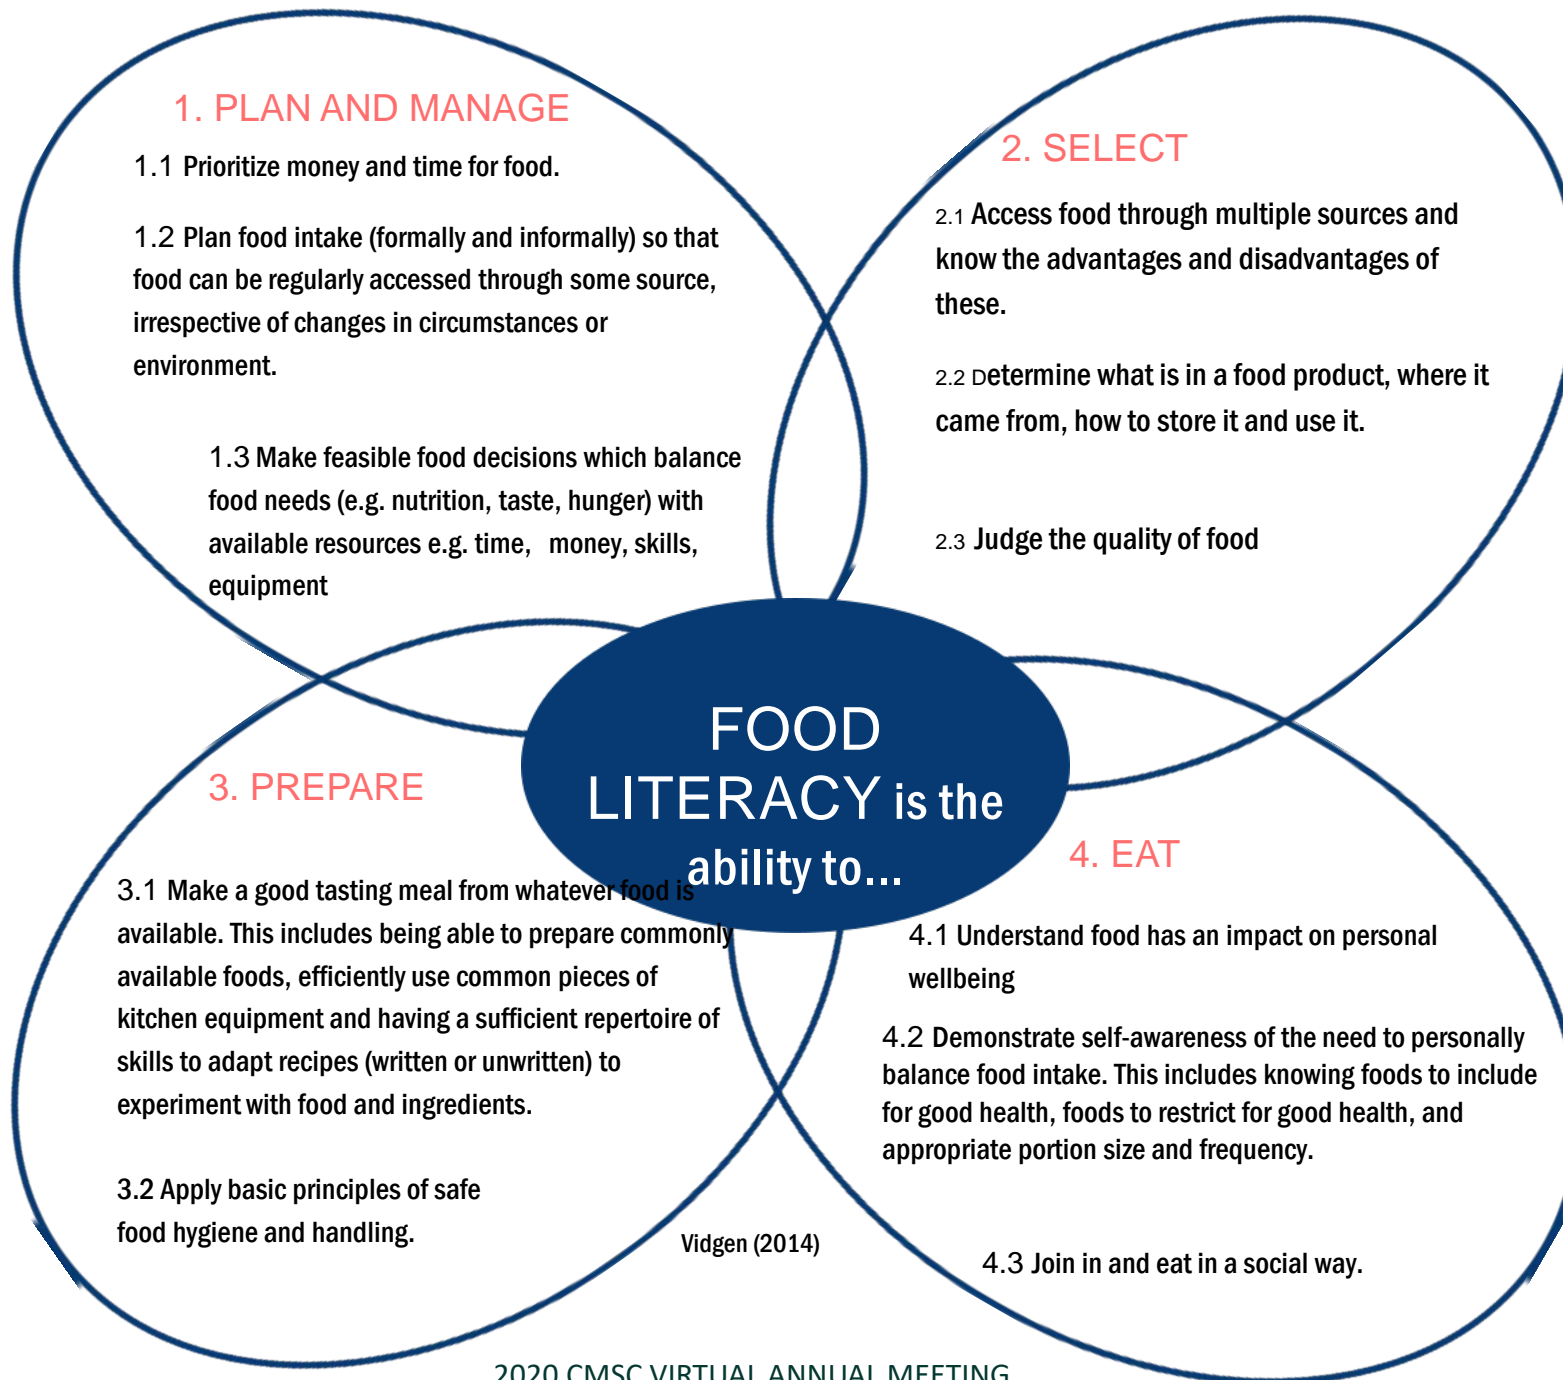 1. PLAN AND MANAGE
1.1 Prioritize money and time for food.
1.2 Plan food intake (formally and informally) so that
food can be regularly accessed through some source,
irrespective of changes in circumstances or
environment.
1.3 Make feasible food decisions which balance
food needs (e.g. nutrition, taste, hunger) with
available resources e.g. time, money, skills,
equipment
2. SELECT
2.1 Access food through multiple sources and
know the advantages and disadvantages of
these.
2.2 Determine what is in a food product, where it
came from, how to store it and use it.
2.3 Judge the quality of food
FOOD
LITERACY is the
ability to...
3. PREPARE
3.1 Make a good tasting meal from whatever food is
available. This includes being able to prepare commonly
available foods, efficiently use common pieces of
kitchen equipment and having a sufficient repertoire of
skills to adapt recipes (written or unwritten) to
experiment with food and ingredients.
3.2 Apply basic principles of safe
food hygiene and handling.
4. EAT
4.1 Understand food has an impact on personal
wellbeing
4.2 Demonstrate self-awareness of the need to personally
balance food intake. This includes knowing foods to include
for good health, foods to restrict for good health, and
appropriate portion size and frequency.
4.3 Join in and eat in a social way.
Vidgen (2014)
2020 CMSC VIRTUAL ANNUAL MEETING